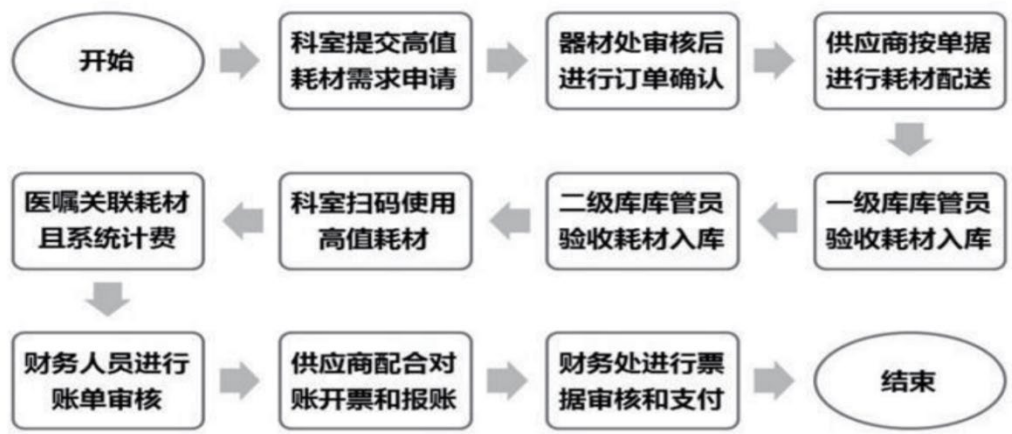 开始
科室提交高值
耗材需求申请
器材处审核后
进行订单确认
供应商按单据
进行耗材配送
一级库库管员
验收耗材入库
二级库库管员
验收耗材入库
科室扫码使用
高值耗材
医嘱关联耗材
且系统计费
财务人员进行
账单审核
供应商配合对
账开票和报账
财务处进行票
据审核和支付
结束